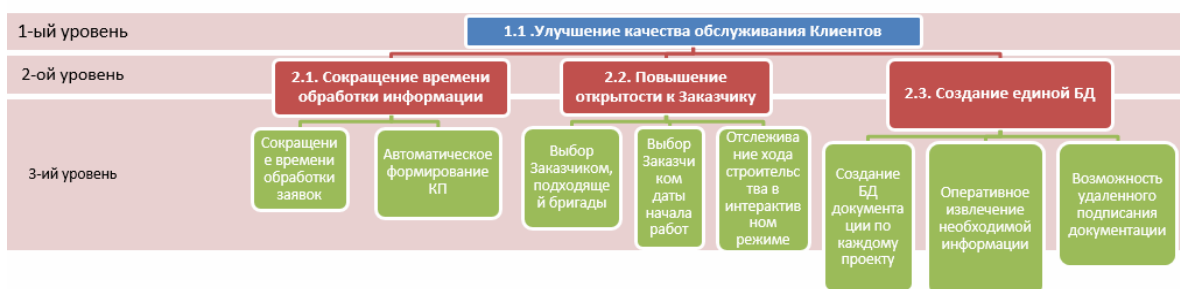 1-ый уровень
1.1 .Улучшение качества обслуживания Клиентов
2-ой уровень
2.1. Сокращение времени
обработки информации
2.2. Повышение
открытости к Заказчику
2.3. Создание единой БД
3-ий уровень
Сокращени
е времени
обработки
заявок
Автоматическое
формирование
КП
Выбор
Заказчиком,
подходяще
й бригады
Выбор
Заказчи
ком
даты
начала
работ
Отслежива
ние хода
строительс
тва в
интерактив
ном
режиме
Создание
БД
документа
ции по
каждому
проекту
Оперативное
извлечение
необходимой
информации
Возможность
удаленного
подписания
документации